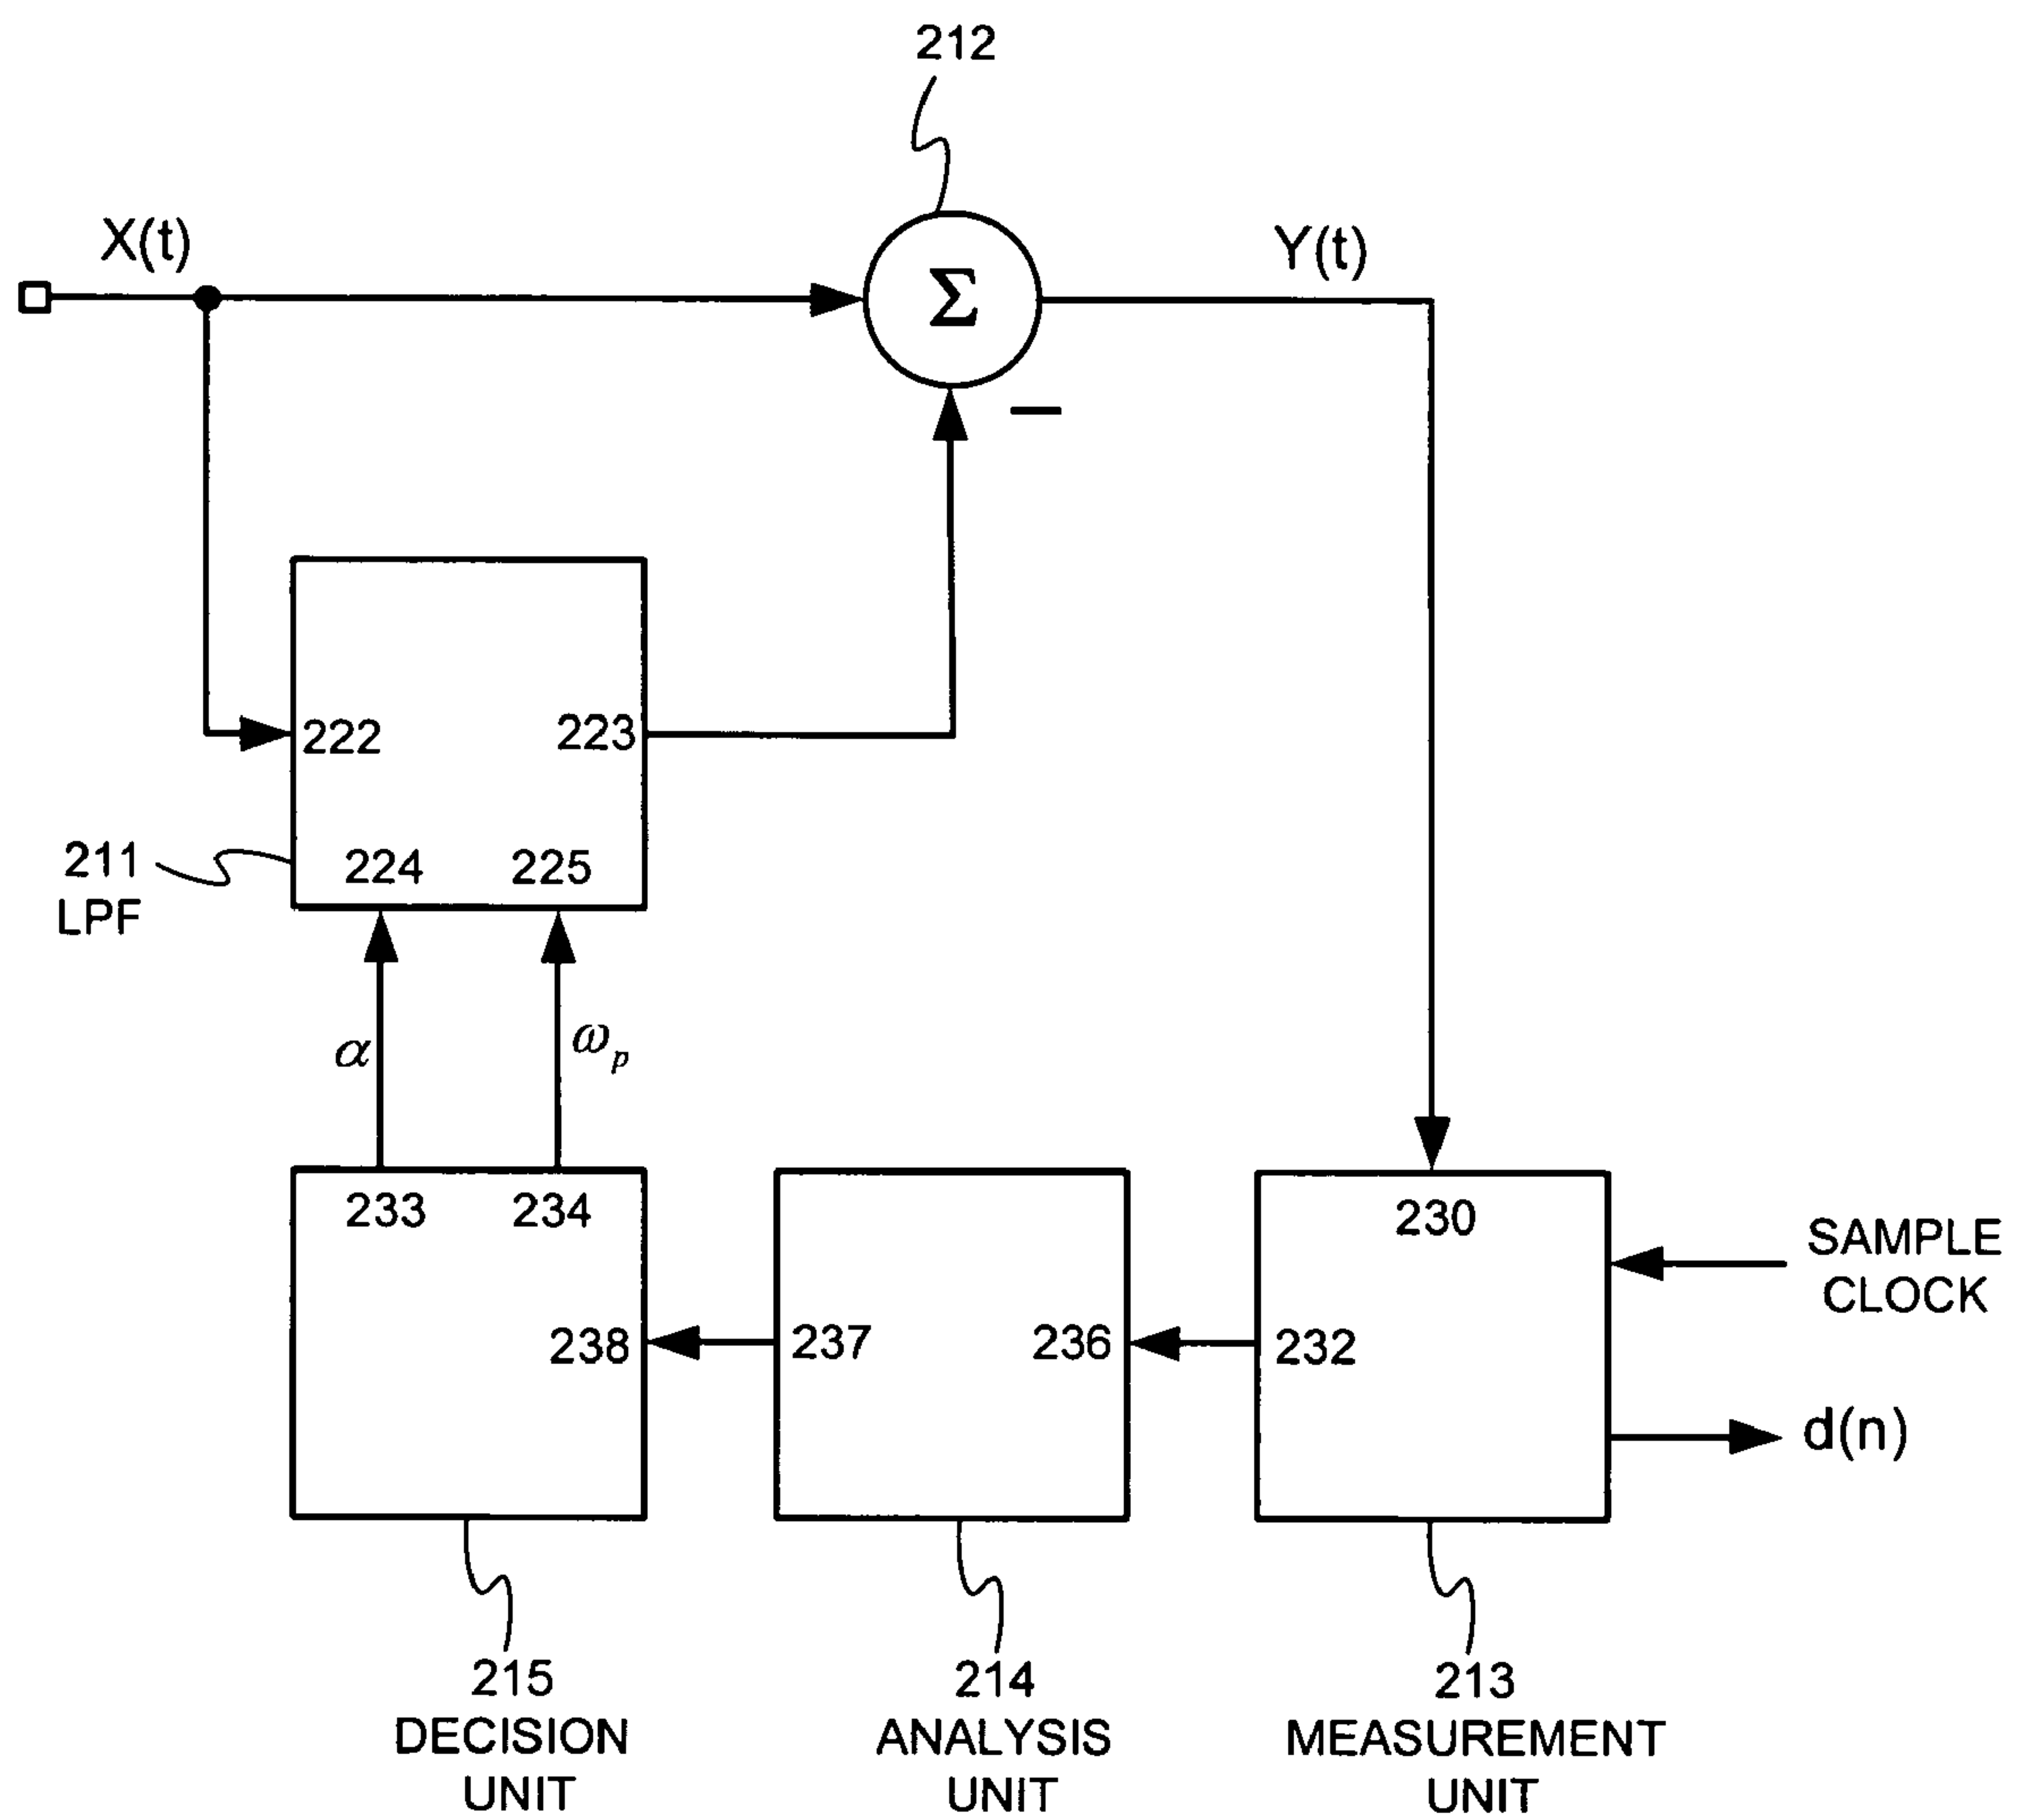 212
X(t)
Σ
Y(t)
—
222
223
211
LPF
224
225
α
ωp
233
234
230
SAMPLE
CLOCK
238
237
236
232
d(n)
215
DECISION
UNIT
214
ANALYSIS
UNIT
213
MEASUREMENT
UNIT